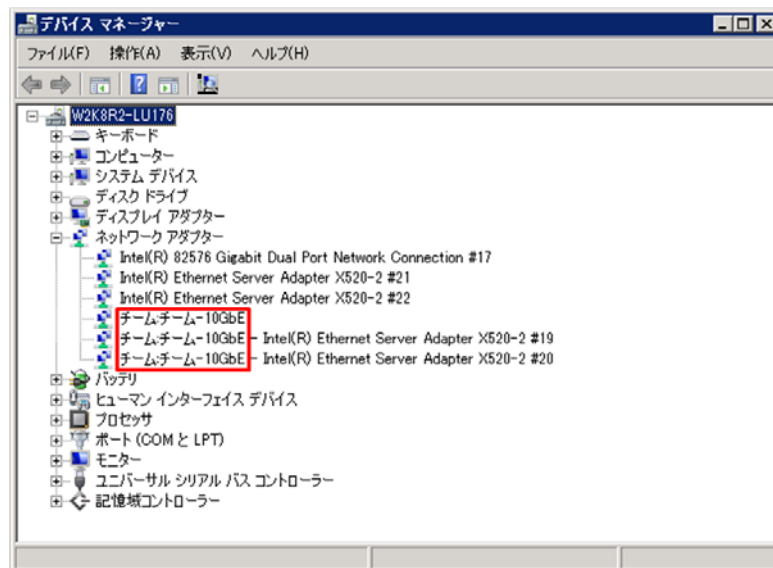 デバイス マネージャー
ファイル(F) 操作(A) 表示(V) ヘルプ(H)
W2K8R2-LU176
キーボード
コンピューター
システム デバイス
ディスク ドライブ
ディスプレイ アダプター
ネットワーク アダプター
Intel(R) 82576 Gigabit Dual Port Network Connection #17
Intel(R) Ethernet Server Adapter X520-2 #21
Intel(R) Ethernet Server Adapter X520-2 #22
チーム:チーム-10GbE
チーム:チーム-10GbE - Intel(R) Ethernet Server Adapter X520-2 #19
チーム:チーム-10GbE - Intel(R) Ethernet Server Adapter X520-2 #20
バッテリ
ヒューマン インターフェイス デバイス
プロセッサ
ポート (COM と LPT)
モニター
ユニバーサル シリアル バス コントローラー
記憶域コントローラー